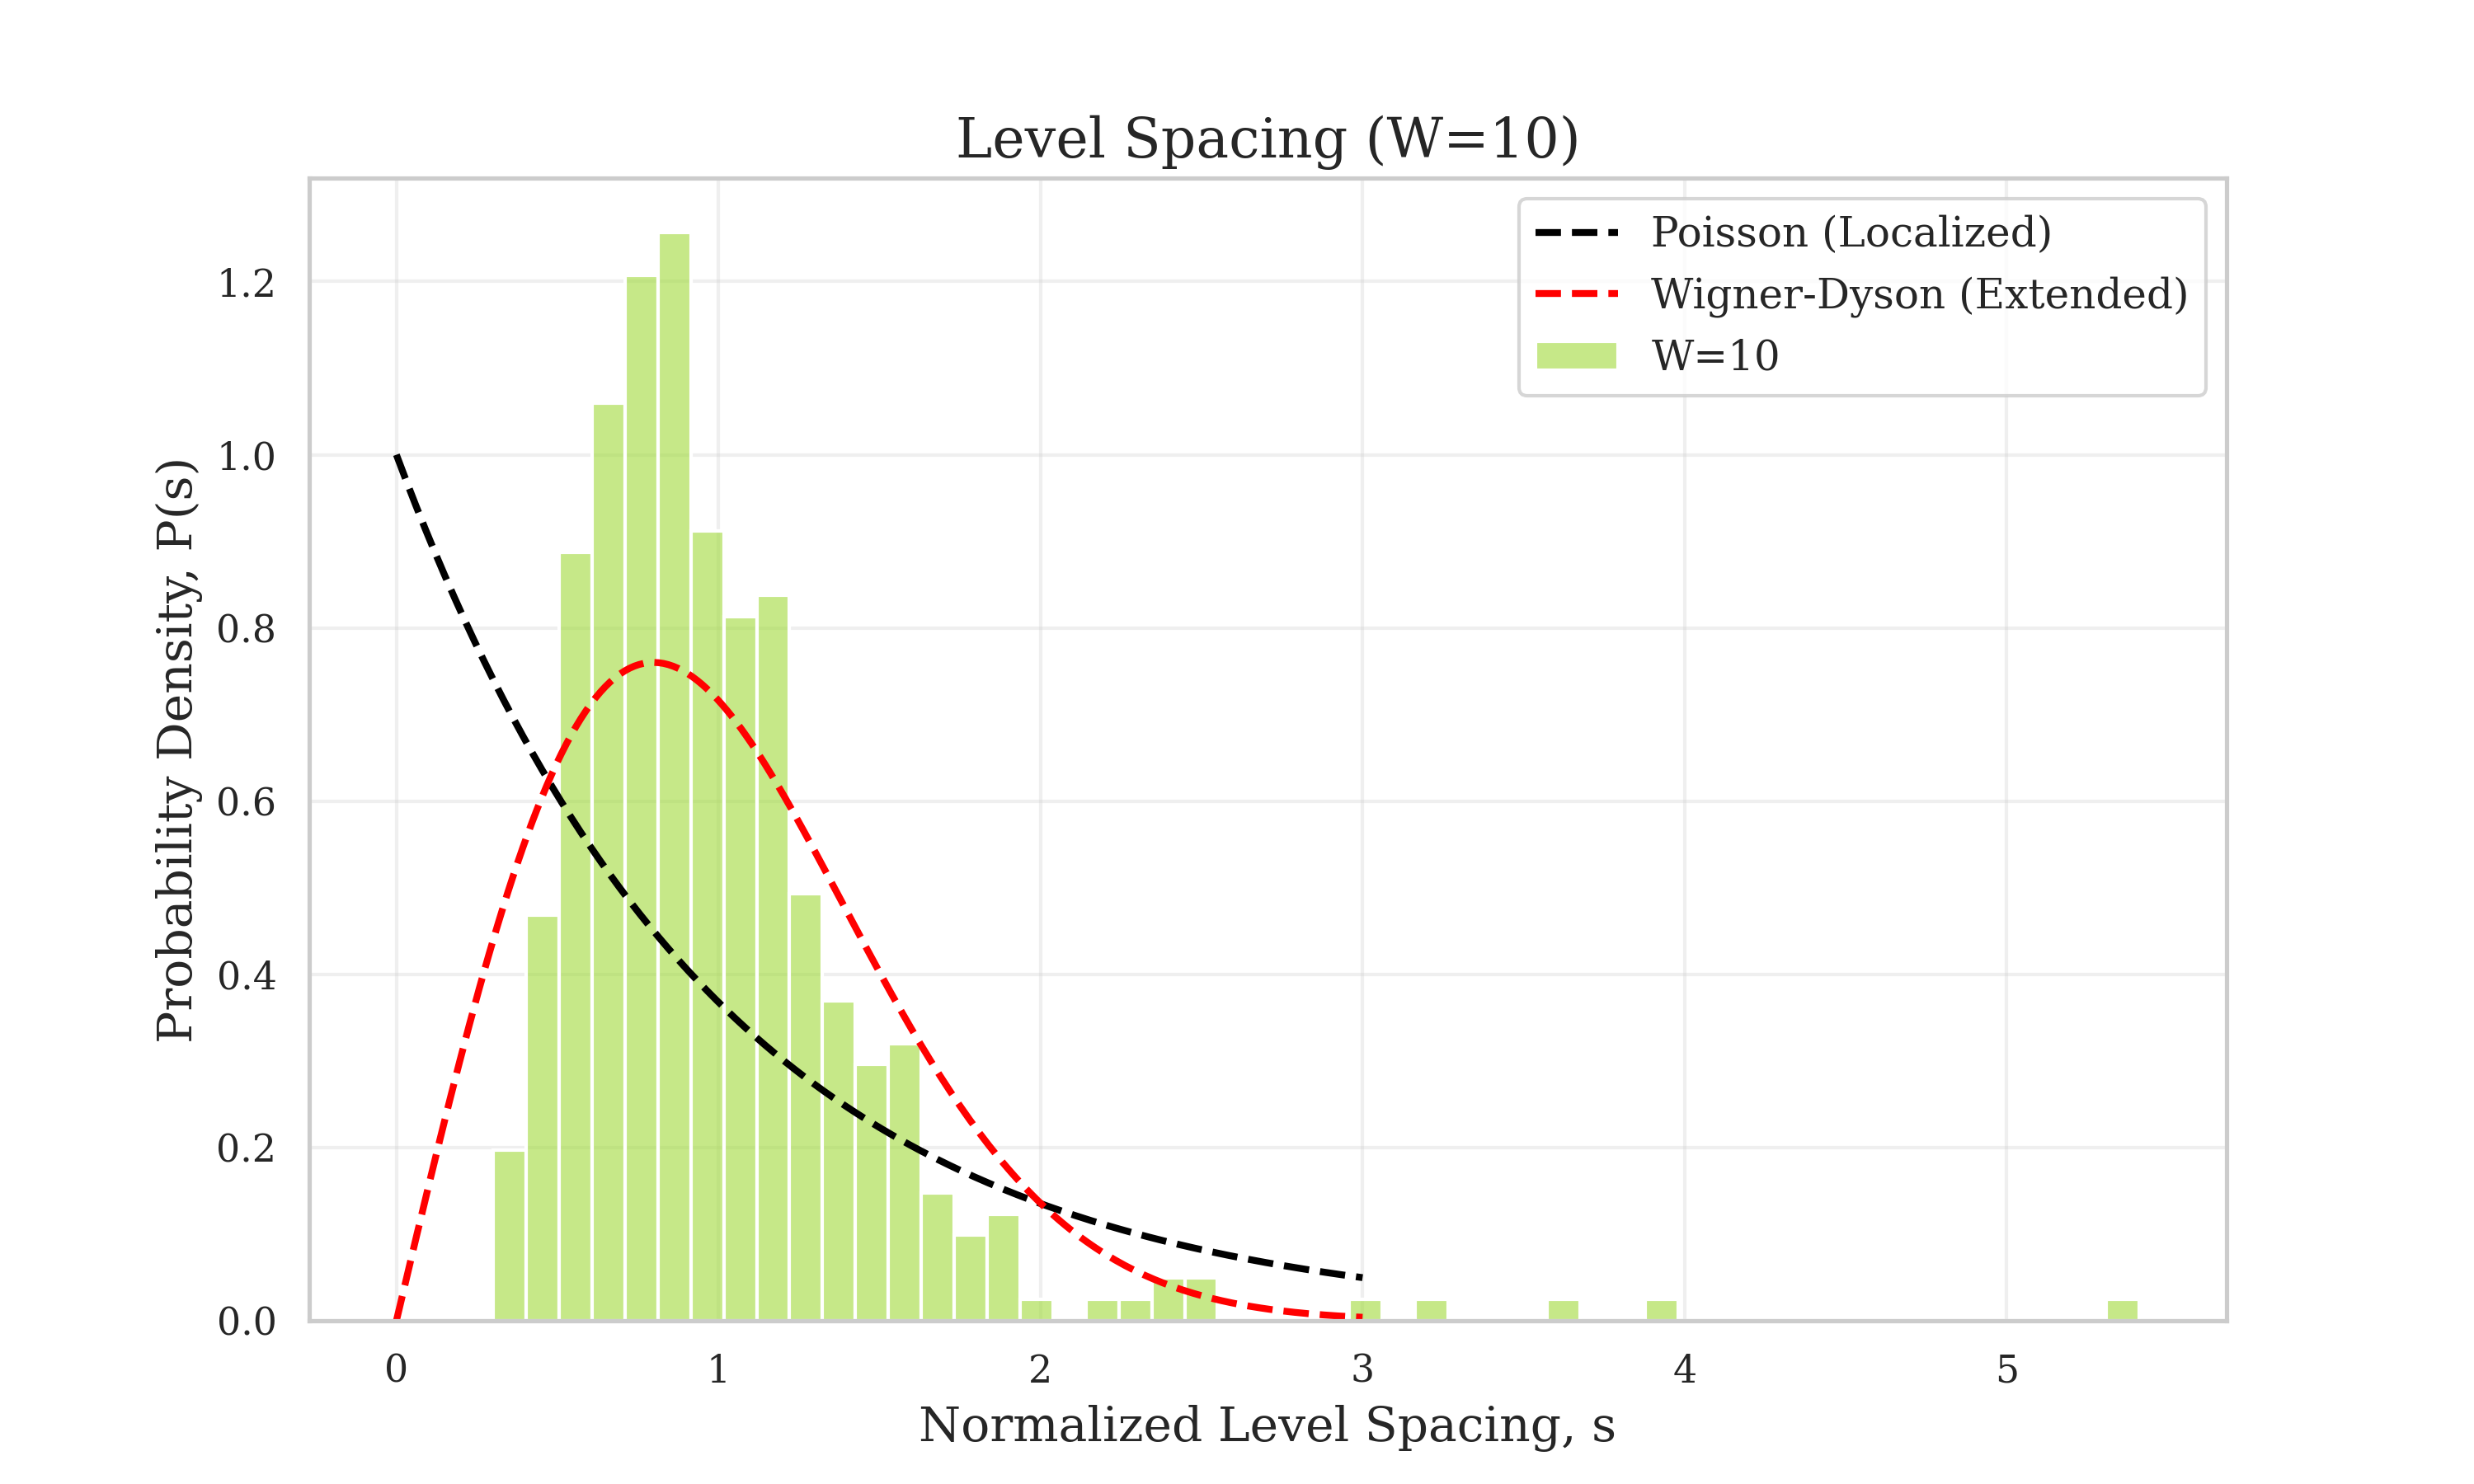 Level Spacing (W=10)
Poisson (Localized)
Wigner-Dyson (Extended)
W=10
Probability Density, P(s)
1.2
1.0
0.8
0.6
0.4
0.2
0.0
0 1 2 3 4 5
Normalized Level Spacing, s